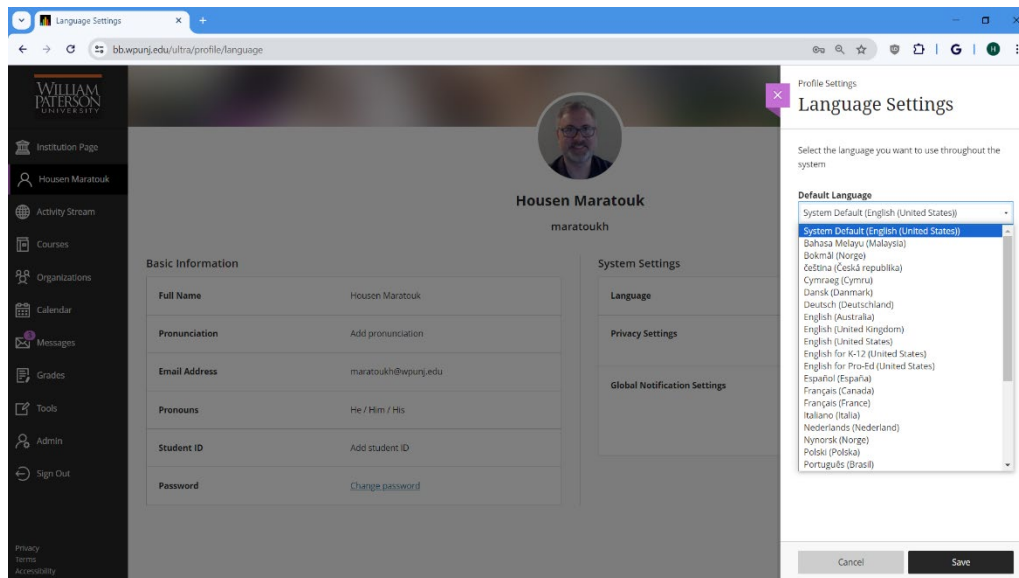 Language Settings
bb.wpunj.edu/ultra/profile/language
G
H
WILLIAM
PATERSON
UNIVERSITY
Institution Page
Housen Maratouk
Activity Stream
Courses
Organizations
Calendar
5
Messages
Grades
Tools
Admin
Sign Out
Privacy
Terms
Accessibility
Housen Maratouk
maratoukh
Basic Information
Full Name Housen Maratouk
Pronunciation Add pronunciation
Email Address maratoukh@wpunj.edu
Pronouns He / Him / His
Student ID Add student ID
Password Change password
System Settings
Language
Privacy Settings
Global Notification Settings
Profile Settings
Language Settings
Select the language you want to use throughout the
system
Default Language
System Default (English (United States))
System Default (English (United States))
Bahasa Melayu (Malaysia)
Bokmål (Norge)
čeština (Česká republika)
Cymraeg (Cymru)
Dansk (Danmark)
Deutsch (Deutschland)
English (Australia)
English (United Kingdom)
English (United States)
English for K-12 (United States)
English for Pro-Ed (United States)
Español (España)
Français (Canada)
Français (France)
Italiano (Italia)
Nederlands (Nederland)
Nynorsk (Norge)
Polski (Polska)
Português (Brasil)
Cancel
Save